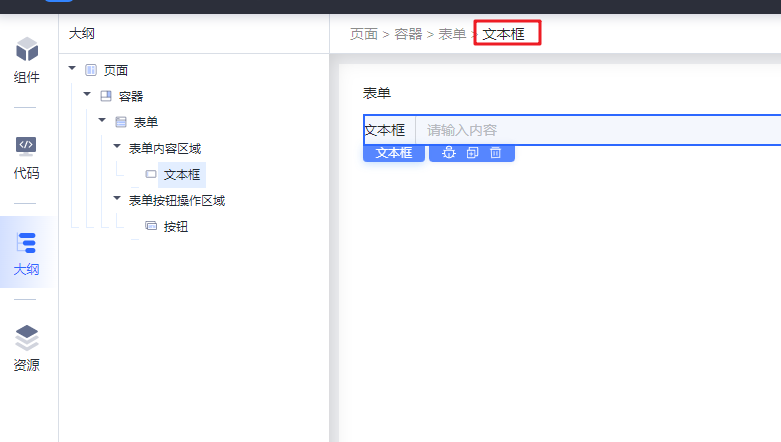 组件
代码
大纲
资源
大纲
页面
容器
表单
表单内容区域
文本框
表单按钮操作区域
按钮
页面 > 容器 > 表单 > 文本框
表单
文本框 请输入内容
文本框